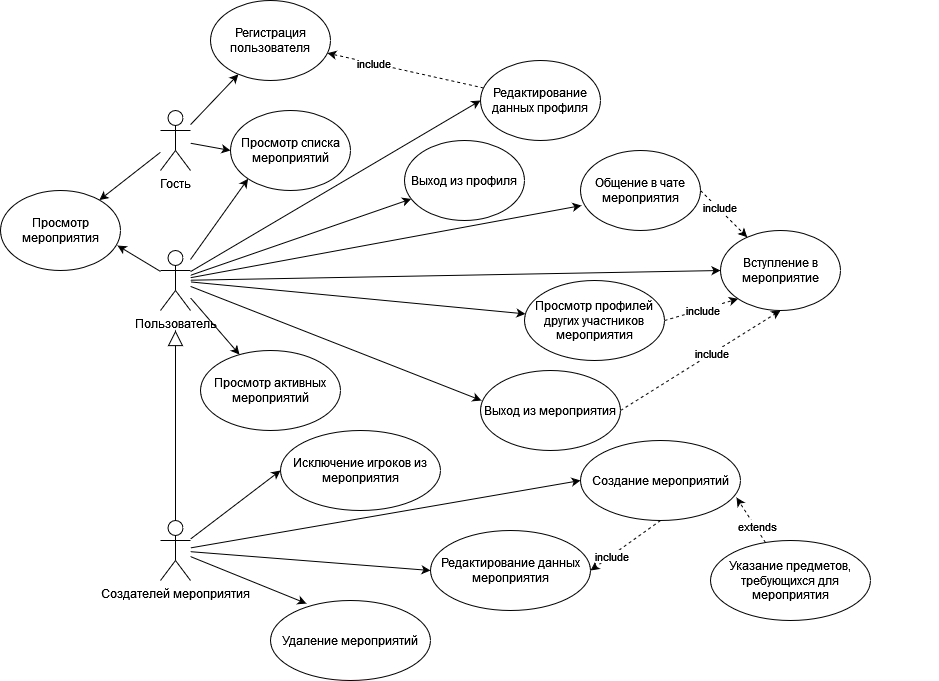 Регистрация
пользователя
include
Редактирование
данных профиля
Гость
Просмотр списка
мероприятий
Выход из профиля
Общение в чате
мероприятия
include
Просмотр
мероприятия
Вступление в
мероприятие
Пользователь
Просмотр профилей
других участников
мероприятия
include
include
Просмотр активных
мероприятий
Выход из мероприятия
Исключение игроков из
мероприятия
Создание мероприятий
extends
include
Редактирование данных
мероприятия
Указание предметов,
требующихся для
мероприятия
Создателей мероприятия
Удаление мероприятий